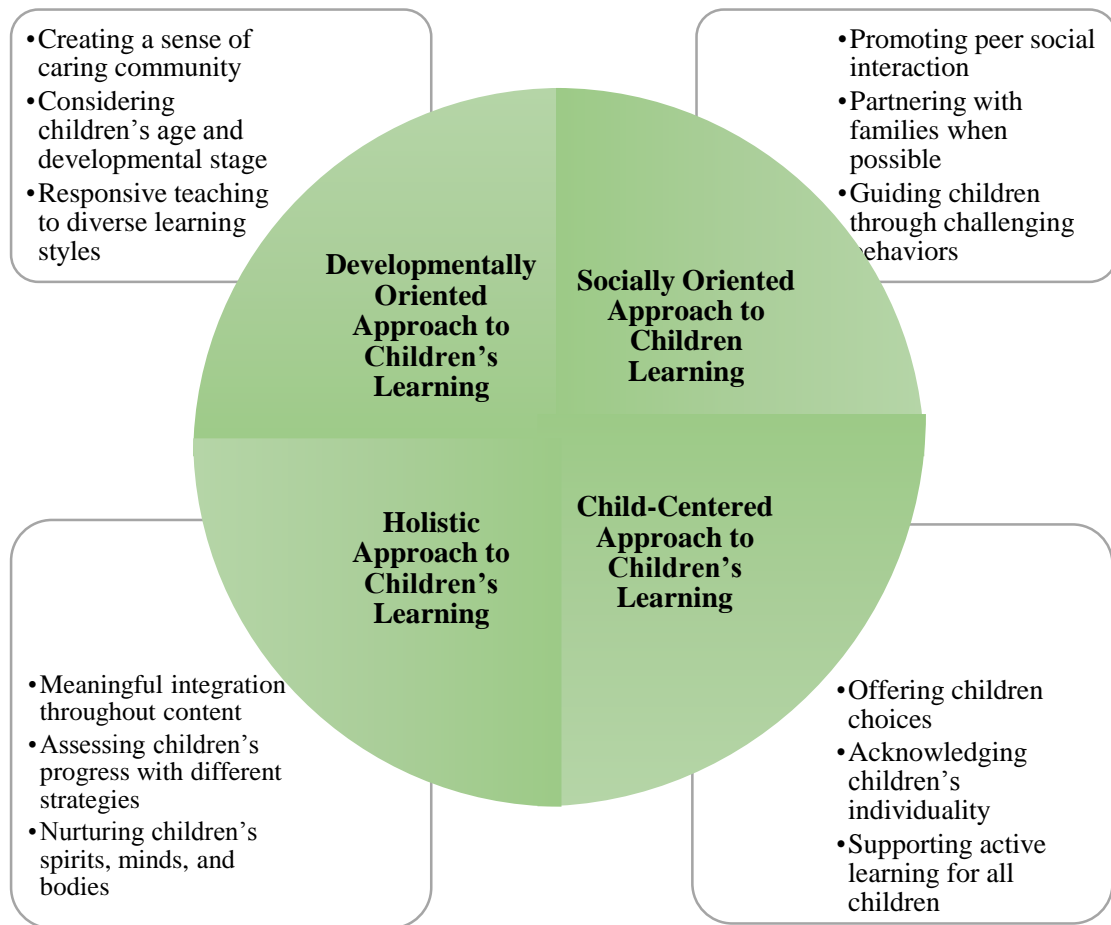 •Creating a sense of
caring community
•Considering
children’s age and
developmental stage
•Responsive teaching
to diverse learning
styles
•Promoting peer social
interaction
•Partnering with
families when
possible
•Guiding children
through challenging
behaviors
Developmentally
Oriented
Approach to
Children’s
Learning
Socially Oriented
Approach to
Children
Learning
Holistic
Approach to
Children’s
Learning
Child-Centered
Approach to
Children’s
Learning
•Meaningful integration
throughout content
•Assessing children’s
progress with different
strategies
•Nurturing children’s
spirits, minds, and
bodies
•Offering children
choices
•Acknowledging
children’s
individuality
•Supporting active
learning for all
children